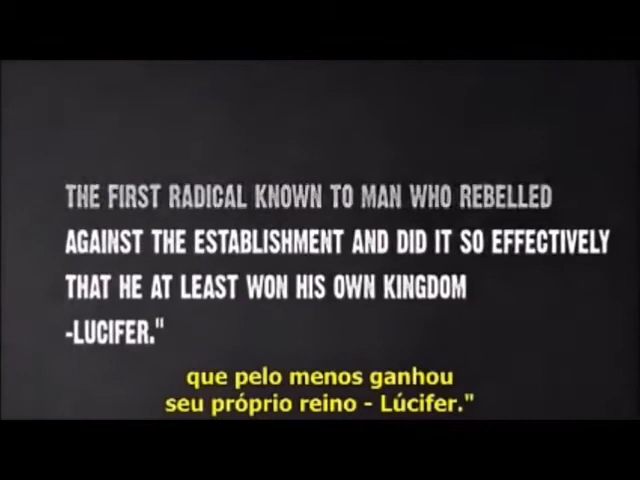 THE FIRST RADICAL KNOWN TO MAN WHO REBELLED
AGAINST THE ESTABLISHMENT AND DID IT SO EFFECTIVELY
THAT HE AT LEAST WON HIS OWN KINGDOM
-LUCIFER."
que pelo menos ganhou
seu próprio reino - Lúcifer."